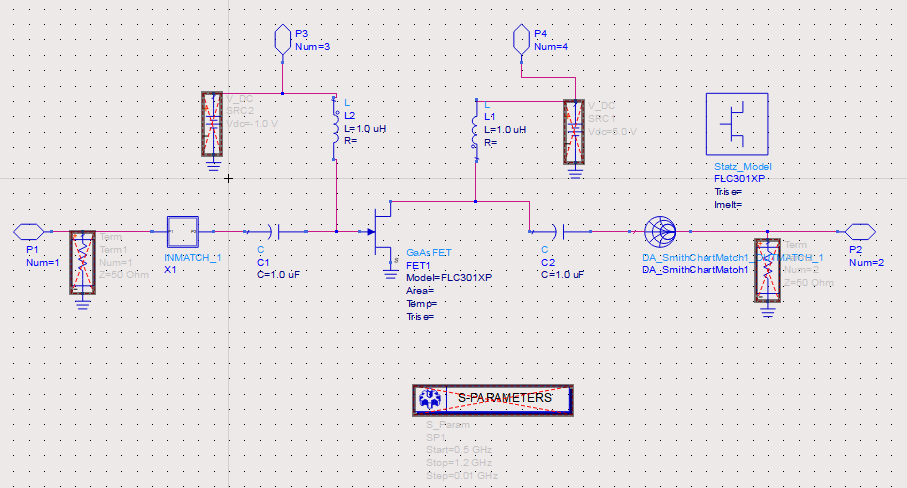 P3
Num=3
P4
Num=4
V_DC
SRC2
Vdc=-1.0 V
L
L2
L=1.0 uH
R=
L
L1
L=1.0 uH
R=
V_DC
SRC1
Vdc=5.0 V
Statz_Model
FLC301XP
Trise=
Imelt=
P1
Num=1
Term
Term1
Num=1
Z=50 Ohm
P1
P2
INMATCH_1
X1
C
C1
C=1.0 uF
S
GaAsFET
FET1
Model=FLC301XP
Area=
Temp=
Trise=
C
C2
C=1.0 uF
DA_SmithChartMatch1_OUTMATCH_1
DA_SmithChartMatch1
Term
Num=2
Z=50 Ohm
P2
Num=2
S-PARAMETERS
S_Param
SP1
Start=0.5 GHz
Stop=1.2 GHz
Step=0.01 GHz